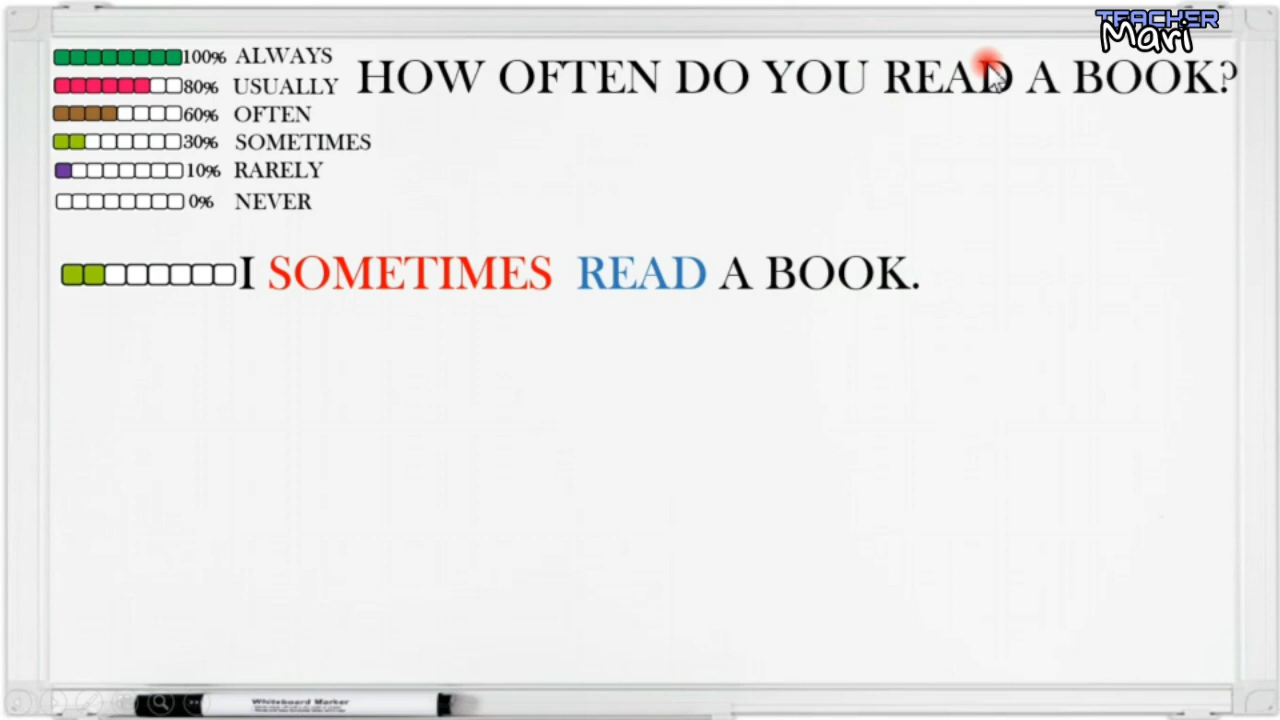 TEACHER
Mari
100% ALWAYS
80% USUALLY
60% OFTEN
30% SOMETIMES
10% RARELY
0% NEVER
HOW OFTEN DO YOU READ A BOOK?
I SOMETIMES READ A BOOK.
Whiteboard Marker